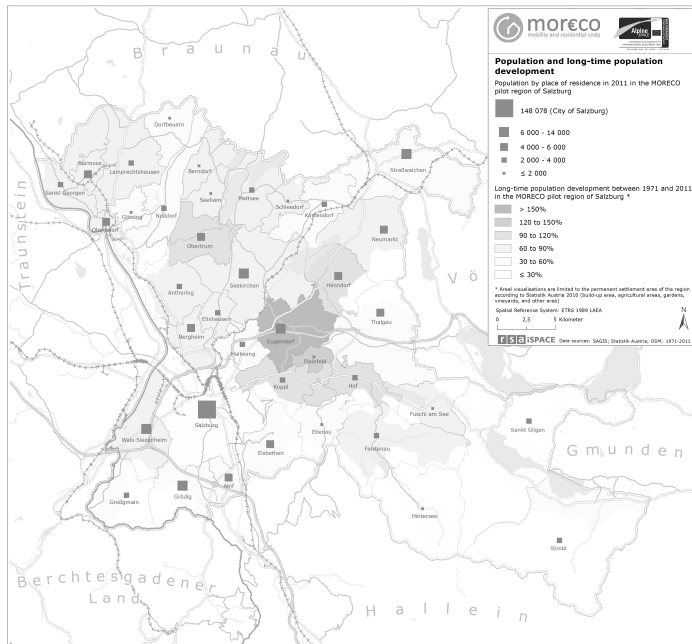 moreco
mobility and residential costs
Alpine Space
Population and long-time population
development
Population by place of residence in 2011 in the MORECO
pilot region of Salzburg
148 078 (City of Salzburg)
6 000 - 14 000
4 000 - 6 000
2 000 - 4 000
≤ 2 000
Long-time population development between 1971 and 2011
in the MORECO pilot region of Salzburg *
> 150%
120 to 150%
90 to 120%
60 to 90%
30 to 60%
≤ 30%
* Areal visualisations are limited to the permanent settlement area of the region
according to Statistik Austria 2010 (build-up area, agricultural areas, gardens,
vineyards, and other area)
Spatial Reference System: ETRS 1989 LAEA
0 2,5 5 Kilometer
N
rsa iSPACE Data sources: SAGIS; Statistik Austria; OSM; 1971-2011
Braunau
Dorfbeuern
Straßwalchen
Bürmoos
Lamprechtshausen
Berndorf
Sankt Georgen
Seeham
Mattsee
Schleedorf
Köstendorf
Göming
Nußdorf
Oberndorf
Obertrum
Neumarkt
Traunstein
Vö
Seekirchen
Henndorf
Anthering
Elixhausen
Thalgau
Bergheim
Eugendorf
Hallwang
Plainfeld
Koppl
Hof
Salzburg
Fuschl am See
Sankt Gilgen
Wals-Siezenheim
Ebenau
Elsbethen
Faistenau
Gmunden
Anif
Grödig
Großgmain
Hintersee
Strobl
Berchtesgadener
Land
Hallein